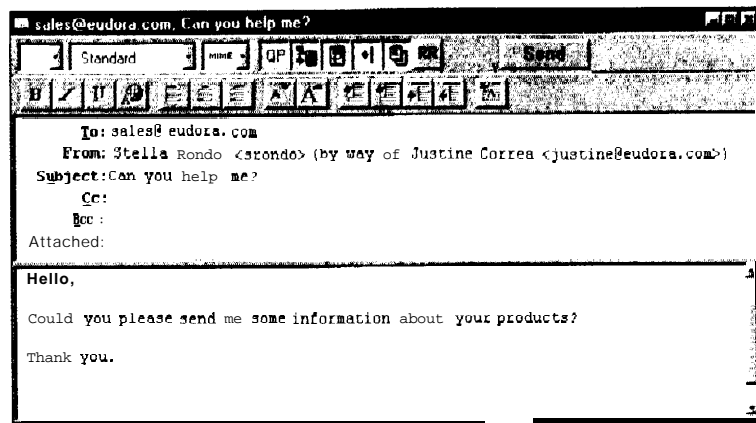 sales@eudora.com, Can you help me?
Standard MIME QP RR Send
B I U
To: sales@ eudora. com
From: Stella Rondo <srondo> (by way of Justine Correa <justine@eudora.com>)
Subject: Can you help me?
Cc:
Bcc :
Attached:
Hello,
Could you please send me some information about your products?
Thank you.